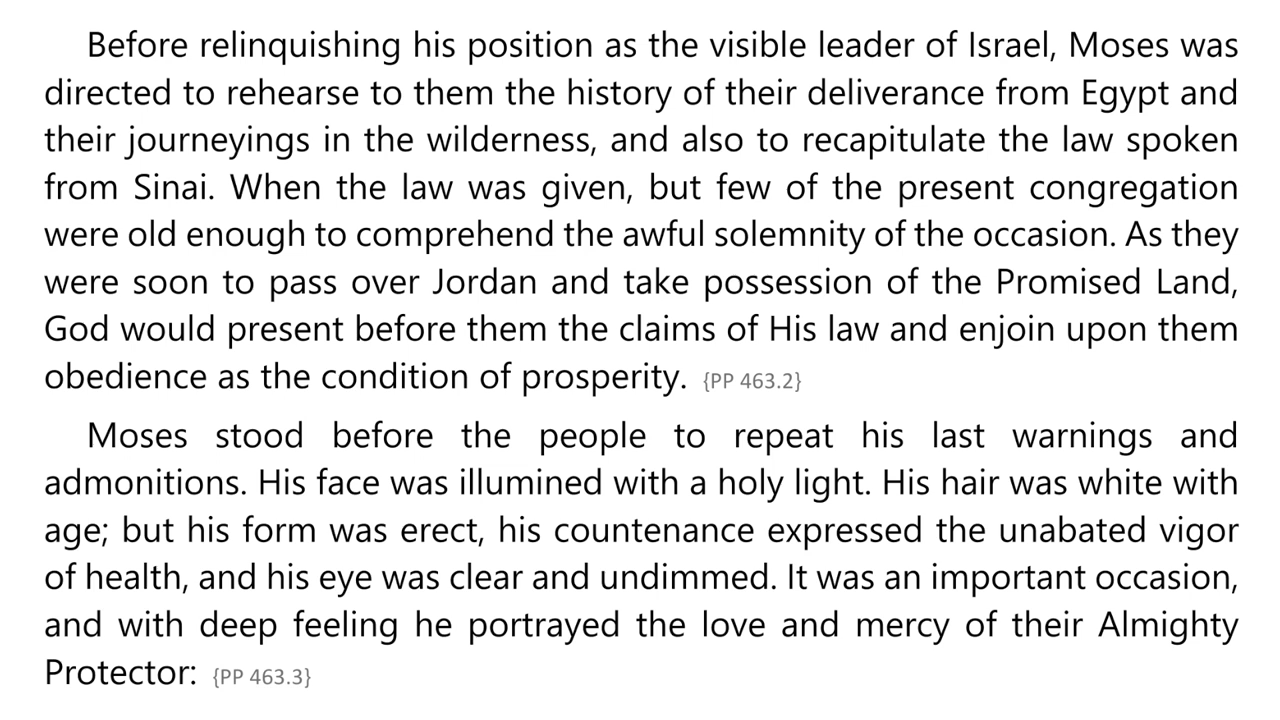 Before relinquishing his position as the visible leader of Israel, Moses was
directed to rehearse to them the history of their deliverance from Egypt and
their journeyings in the wilderness, and also to recapitulate the law spoken
from Sinai. When the law was given, but few of the present congregation
were old enough to comprehend the awful solemnity of the occasion. As they
were soon to pass over Jordan and take possession of the Promised Land,
God would present before them the claims of His law and enjoin upon them
obedience as the condition of prosperity. {PP 463.2}
Moses stood before the people to repeat his last warnings and
admonitions. His face was illumined with a holy light. His hair was white with
age; but his form was erect, his countenance expressed the unabated vigor
of health, and his eye was clear and undimmed. It was an important occasion,
and with deep feeling he portrayed the love and mercy of their Almighty
Protector: {PP 463.3}